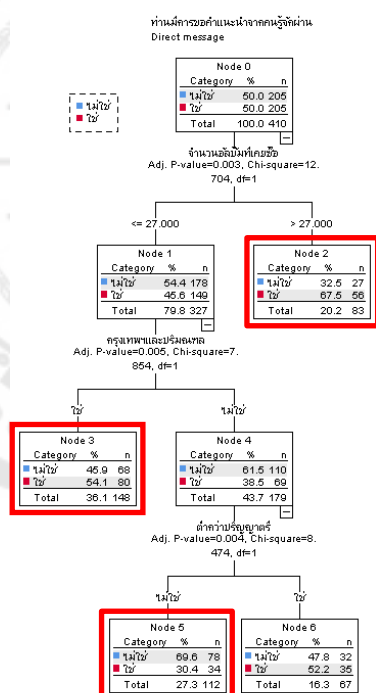 ท่านมีการขอคำแนะนำจากคนรู้จักผ่าน
Direct message
ไม่ใช่
ใช่
Node 0
Category % n
ไม่ใช่ 50.0 205
ใช่ 50.0 205
Total 100.0 410
จำนวนอัลบั้มที่เคยซื้อ
Adj. P-value=0.003, Chi-square=12.
704, df=1
<= 27.000
> 27.000
Node 1
Category % n
ไม่ใช่ 54.4 178
ใช่ 45.6 149
Total 79.8 327
Node 2
Category % n
ไม่ใช่ 32.5 27
ใช่ 67.5 56
Total 20.2 83
กรุงเทพฯและปริมณฑล
Adj. P-value=0.005, Chi-square=7.
854, df=1
ใช่
ไม่ใช่
Node 3
Category % n
ไม่ใช่ 45.9 68
ใช่ 54.1 80
Total 36.1 148
Node 4
Category % n
ไม่ใช่ 61.5 110
ใช่ 38.5 69
Total 43.7 179
ต่ำกว่าปริญญาตรี
Adj. P-value=0.004, Chi-square=8.
474, df=1
ไม่ใช่
ใช่
Node 5
Category % n
ไม่ใช่ 69.6 78
ใช่ 30.4 34
Total 27.3 112
Node 6
Category % n
ไม่ใช่ 47.8 32
ใช่ 52.2 35
Total 16.3 67